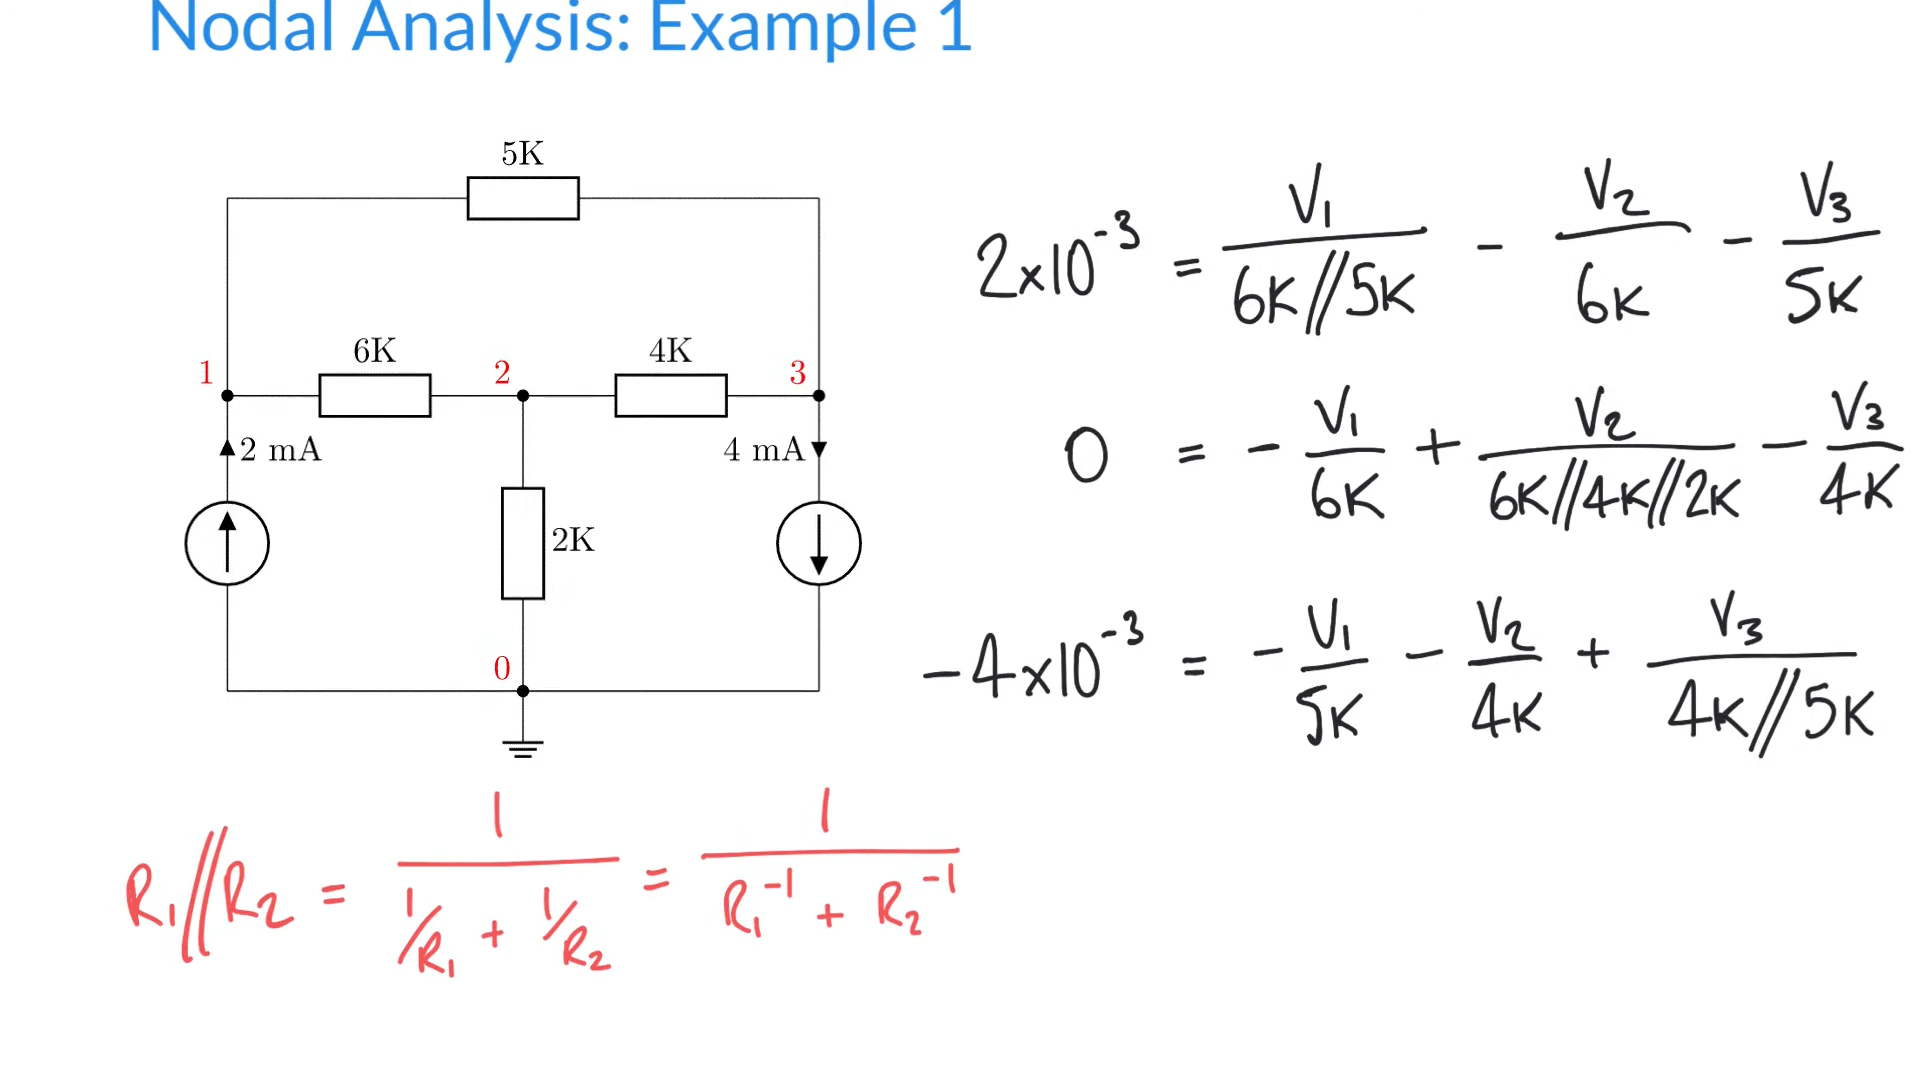 Nodal Analysis: Example 1
5K
6K
4K
1
2
3
2 mA
4 mA
2K
0
2x10^-3 = V1/(6K//5K) - V2/6K - V3/5K
0 = - V1/6K + V2/(6K//4K//2K) - V3/4K
-4x10^-3 = - V1/5K - V2/4K + V3/(4K//5K)
R1//R2 = 1/(1/R1 + 1/R2) = 1/(R1^-1 + R2^-1)